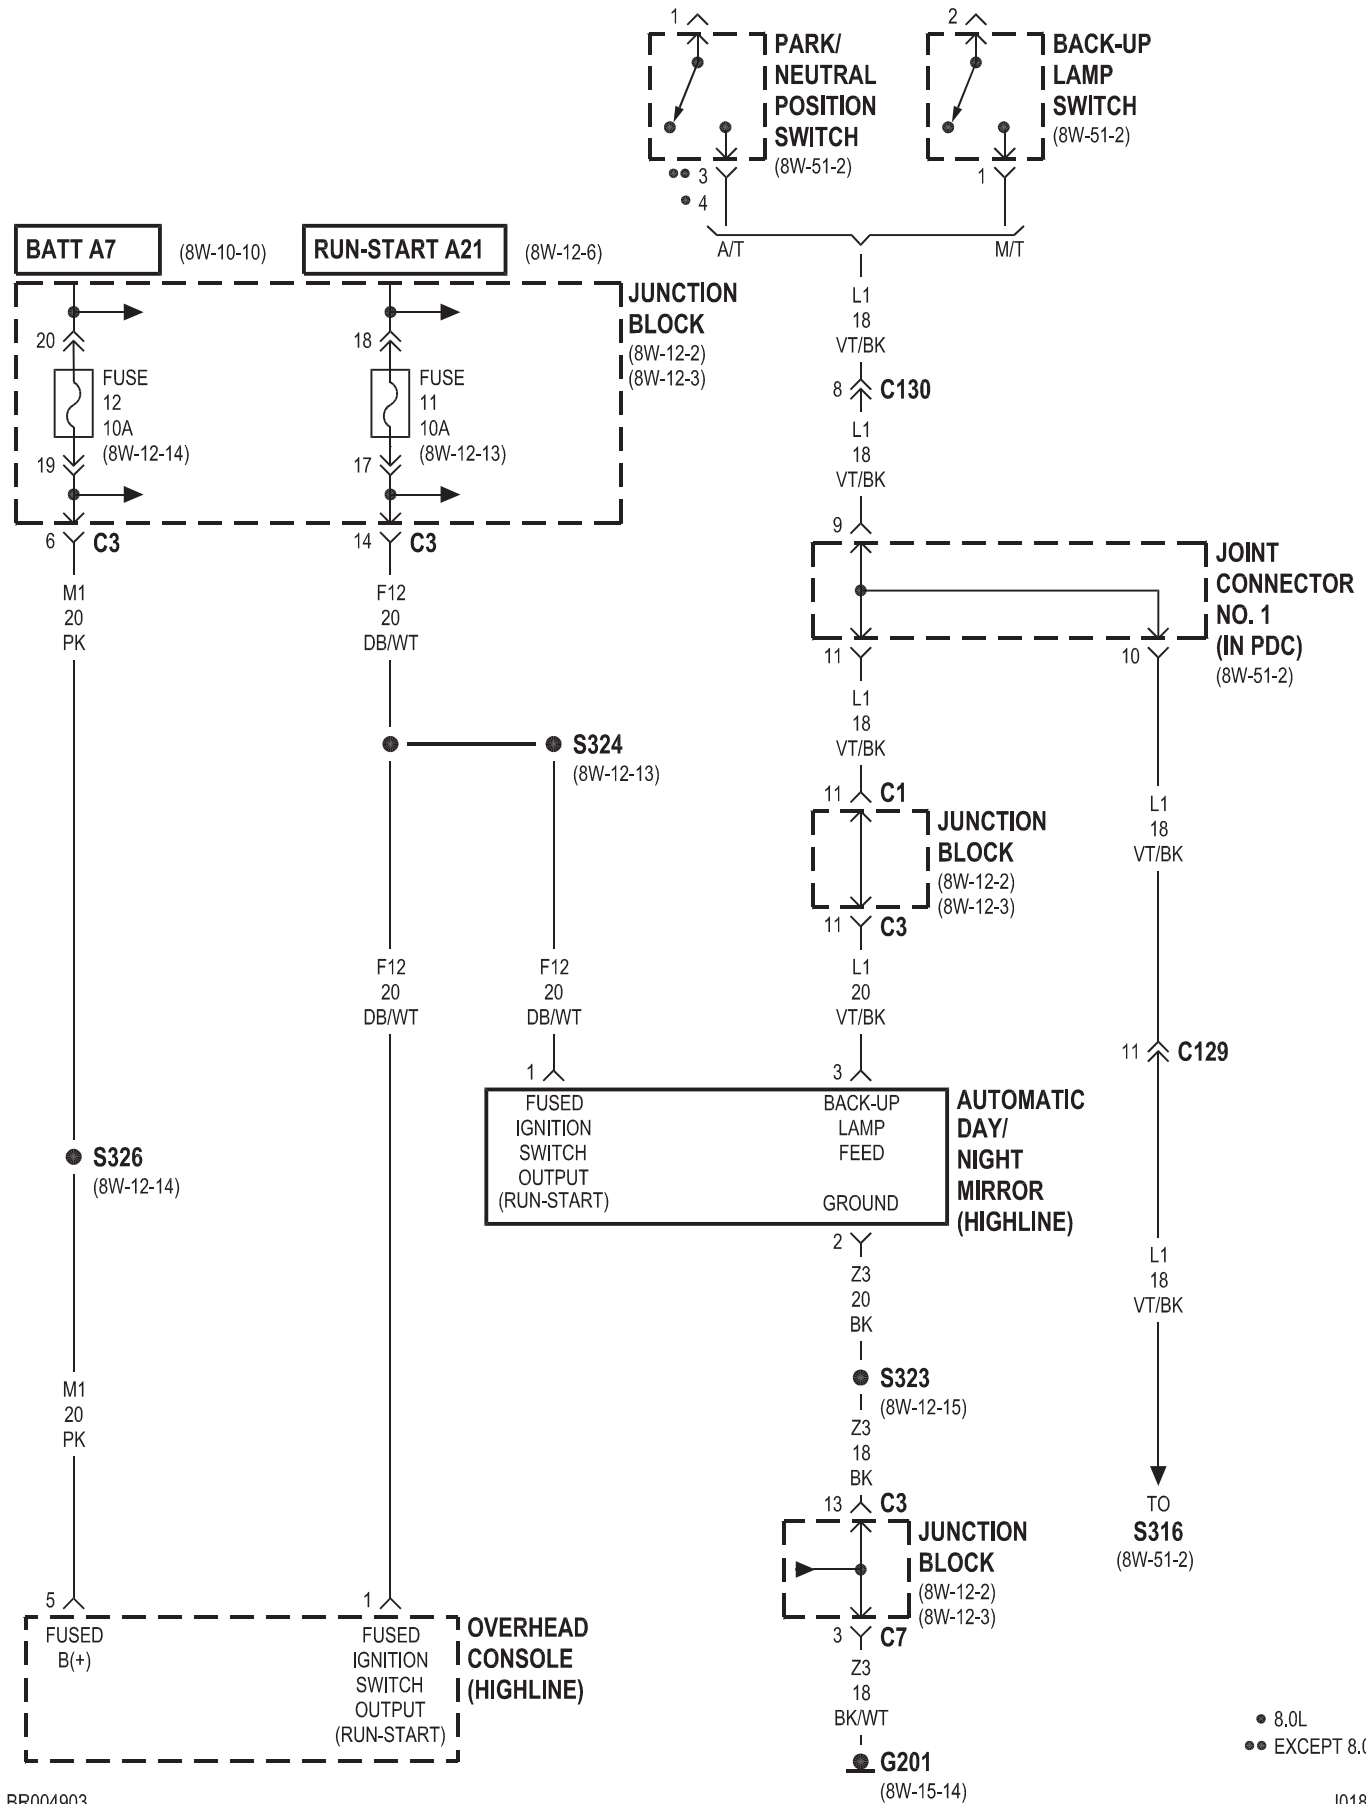 1
2
PARK/
NEUTRAL
POSITION
SWITCH
(8W-51-2)
BACK-UP
LAMP
SWITCH
(8W-51-2)
3
4
1
A/T
M/T
BATT A7
(8W-10-10)
RUN-START A21
(8W-12-6)
JUNCTION
BLOCK
(8W-12-2)
(8W-12-3)
20
FUSE
12
10A
(8W-12-14)
19
18
FUSE
11
10A
(8W-12-13)
17
6
C3
14
C3
L1
18
VT/BK
8
C130
L1
18
VT/BK
9
JOINT
CONNECTOR
NO. 1
(IN PDC)
(8W-51-2)
11
10
M1
20
PK
F12
20
DB/WT
L1
18
VT/BK
S324
(8W-12-13)
11
C1
JUNCTION
BLOCK
(8W-12-2)
(8W-12-3)
11
C3
L1
18
VT/BK
F12
20
DB/WT
F12
20
DB/WT
L1
20
VT/BK
11
C129
1
3
FUSED
IGNITION
SWITCH
OUTPUT
(RUN-START)
BACK-UP
LAMP
FEED
GROUND
AUTOMATIC
DAY/
NIGHT
MIRROR
(HIGHLINE)
S326
(8W-12-14)
2
Z3
20
BK
L1
18
VT/BK
S323
(8W-12-15)
M1
20
PK
Z3
18
BK
13
C3
JUNCTION
BLOCK
(8W-12-2)
(8W-12-3)
TO
S316
(8W-51-2)
3
C7
5
1
FUSED
B(+)
FUSED
IGNITION
SWITCH
OUTPUT
(RUN-START)
OVERHEAD
CONSOLE
(HIGHLINE)
Z3
18
BK/WT
G201
(8W-15-14)
8.0L
EXCEPT 8.0
BR004903
J018